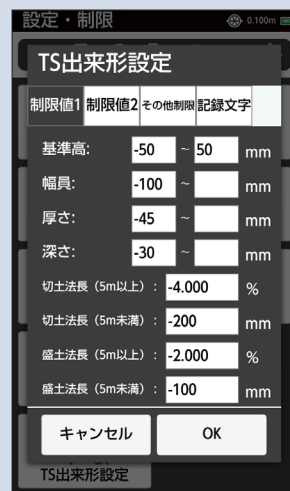 設定・制限 0.100m
TS出来形設定
制限値1 制限値2 その他制限 記録文字
基準高: -50 ~ 50 mm
幅員: -100 ~ mm
厚さ: -45 ~ mm
深さ: -30 ~ mm
切土法長（5m以上）: -4.000 %
切土法長（5m未満）: -200 mm
盛土法長（5m以上）: -2.000 %
盛土法長（5m未満）: -100 mm
キャンセル OK
TS出来形設定